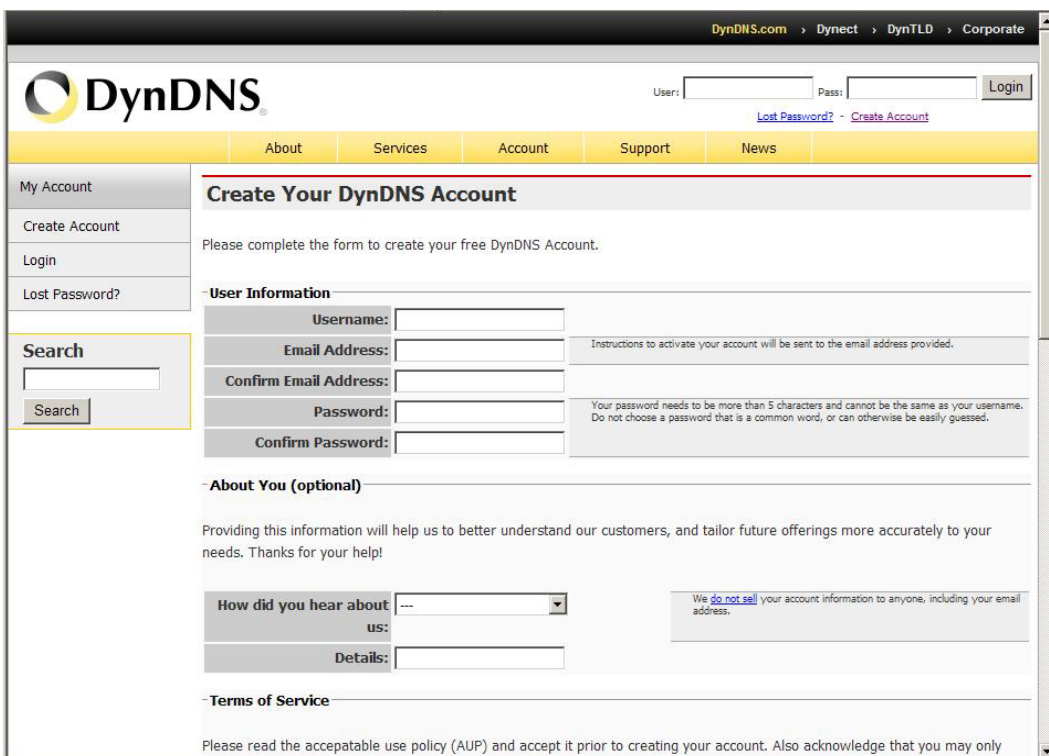 DynDNS.com › Dynect › DynTLD › Corporate
DynDNS®
User: Pass: Login
Lost Password? - Create Account
About Services Account Support News
My Account
Create Account
Login
Lost Password?
Search
Search
Create Your DynDNS Account
Please complete the form to create your free DynDNS Account.
User Information
Username:
Email Address:
Instructions to activate your account will be sent to the email address provided.
Confirm Email Address:
Password:
Your password needs to be more than 5 characters and cannot be the same as your username.
Do not choose a password that is a common word, or can otherwise be easily guessed.
Confirm Password:
About You (optional)
Providing this information will help us to better understand our customers, and tailor future offerings more accurately to your
needs. Thanks for your help!
How did you hear about
us:
---
We do not sell your account information to anyone, including your email
address.
Details:
Terms of Service
Please read the accepatable use policy (AUP) and accept it prior to creating your account. Also acknowledge that you may only